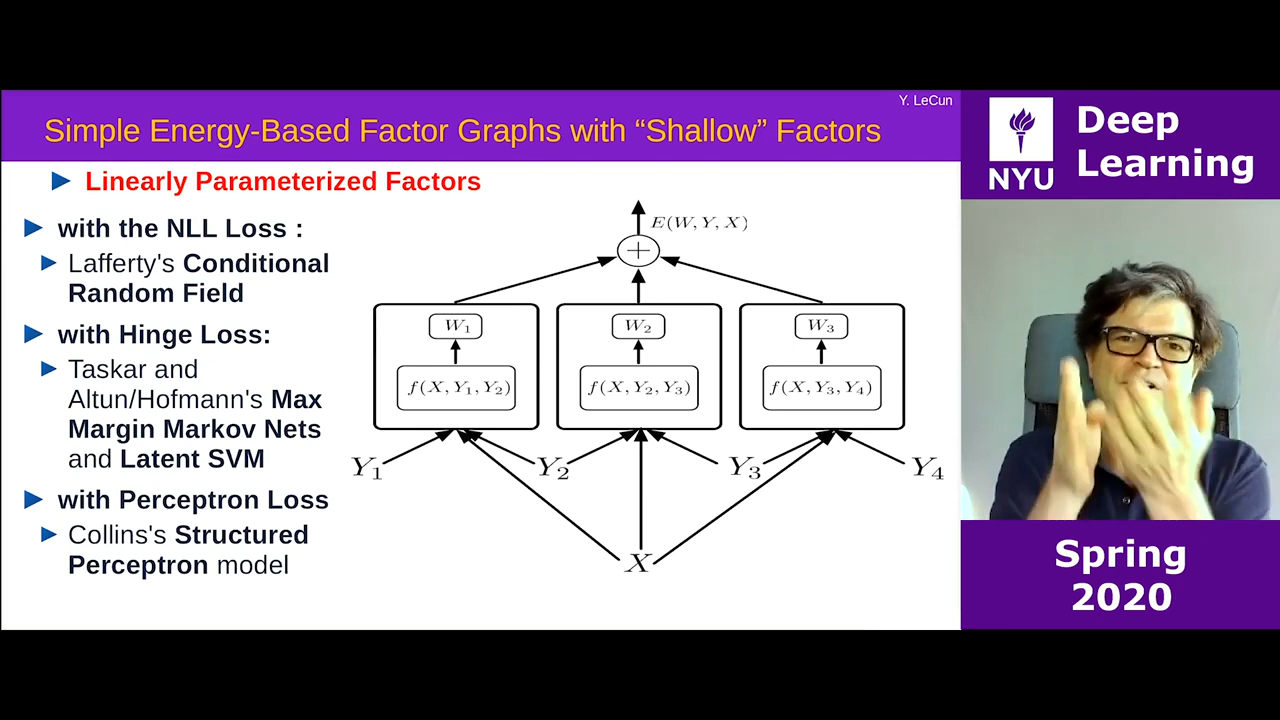 Y. LeCun
Simple Energy-Based Factor Graphs with “Shallow” Factors
Linearly Parameterized Factors
with the NLL Loss :
Lafferty's Conditional
Random Field
with Hinge Loss:
Taskar and
Altun/Hofmann's Max
Margin Markov Nets
and Latent SVM
with Perceptron Loss
Collins's Structured
Perceptron model
E(W, Y, X)
+
W₁
W₂
W₃
f(X, Y₁, Y₂)
f(X, Y₂, Y₃)
f(X, Y₃, Y₄)
Y₁
Y₂
Y₃
Y₄
X
NYU
Deep
Learning
Spring
2020